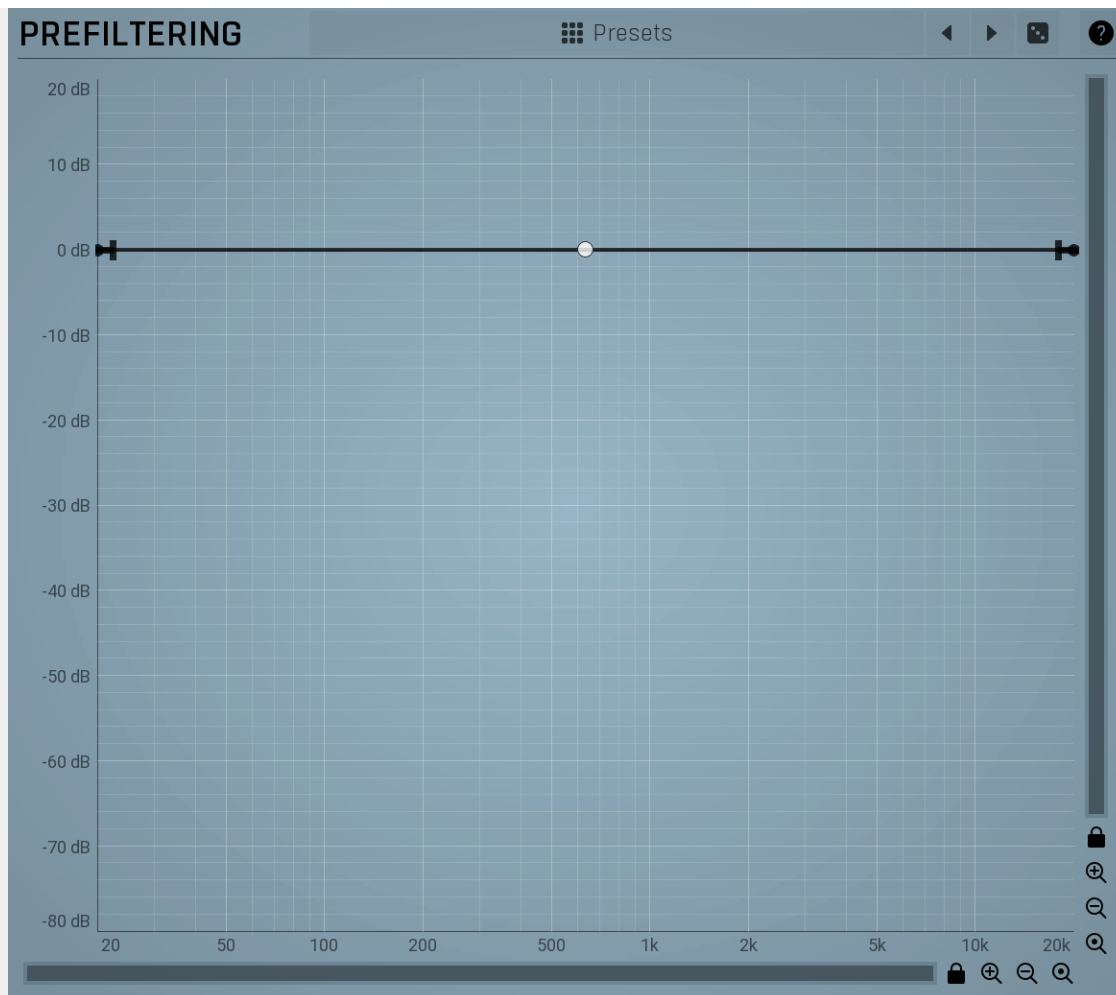 PREFILTERING
Presets
?
20 dB
10 dB
0 dB
-10 dB
-20 dB
-30 dB
-40 dB
-50 dB
-60 dB
-70 dB
-80 dB
20 50 100 200 500 1k 2k 5k 10k 20k